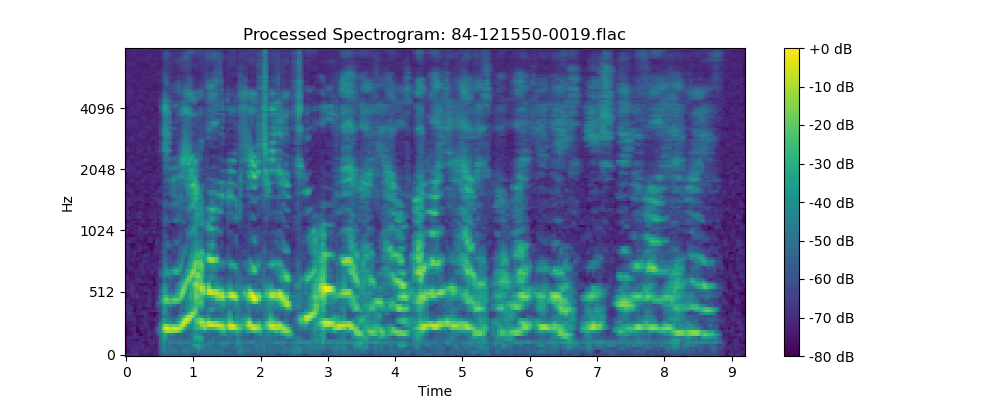 Processed Spectrogram: 84-121550-0019.flac
Hz
4096
2048
1024
512
0
0 1 2 3 4 5 6 7 8 9
Time
+0 dB
-10 dB
-20 dB
-30 dB
-40 dB
-50 dB
-60 dB
-70 dB
-80 dB